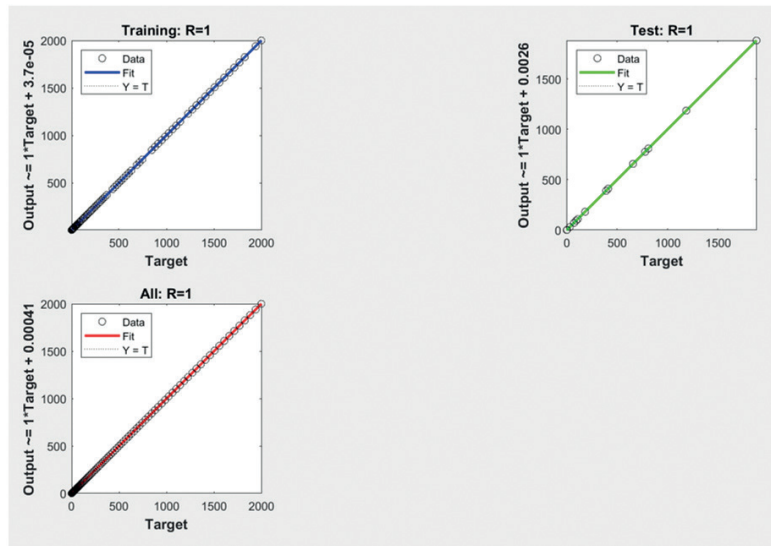 Training: R=1
Output ~= 1*Target + 3.7e-05
2000
1500
1000
500
Data
Fit
Y = T
500 1000 1500 2000
Target
Test: R=1
Output ~= 1*Target + 0.0026
1500
1000
500
0
Data
Fit
Y = T
0 500 1000 1500
Target
All: R=1
Output ~= 1*Target + 0.00041
2000
1500
1000
500
0
Data
Fit
Y = T
0 500 1000 1500 2000
Target